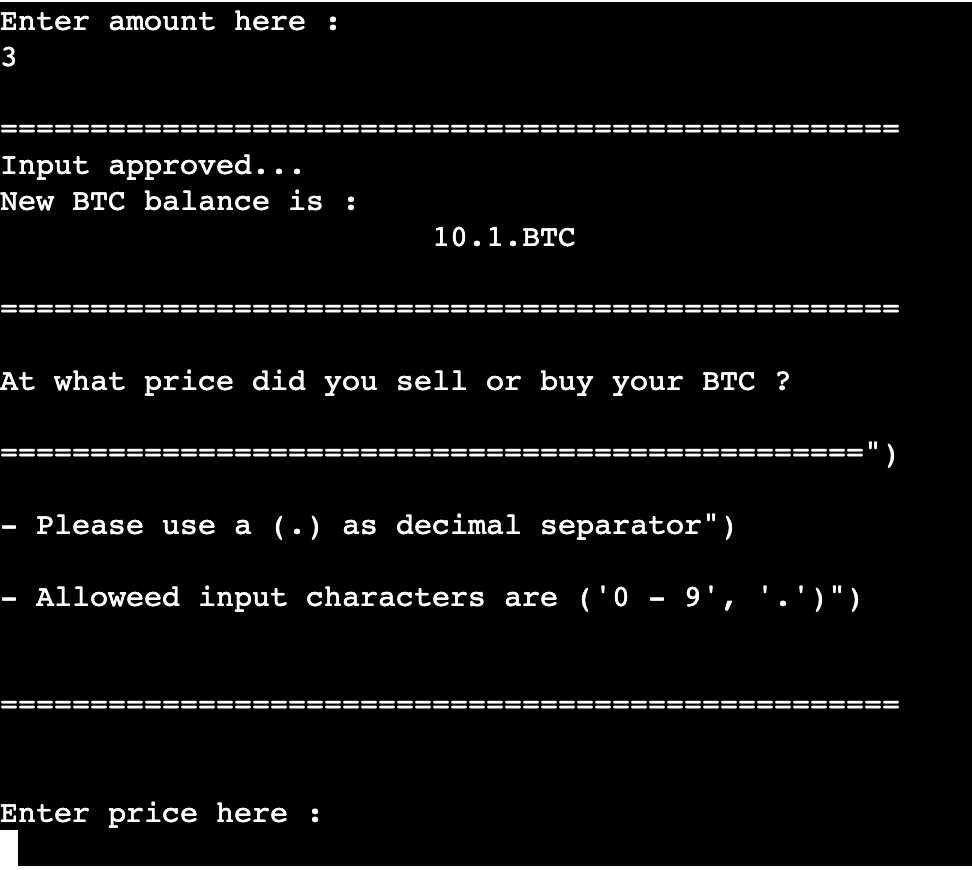 Enter amount here :
3
==================================================
Input approved...
New BTC balance is :
10.1.BTC
==================================================
At what price did you sell or buy your BTC ?
================================================")
- Please use a (.) as decimal separator")
- Alloweed input characters are ('0 - 9', '.')")
==================================================
Enter price here :